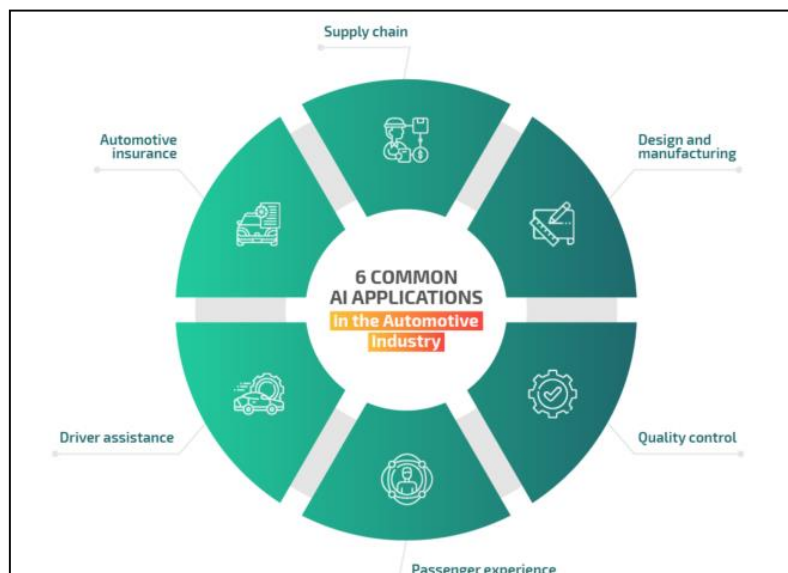 Supply chain
Automotive
insurance
Design and
manufacturing
6 COMMON
AI APPLICATIONS
in the Automotive
Industry
Driver assistance
Quality control
Passenger experience